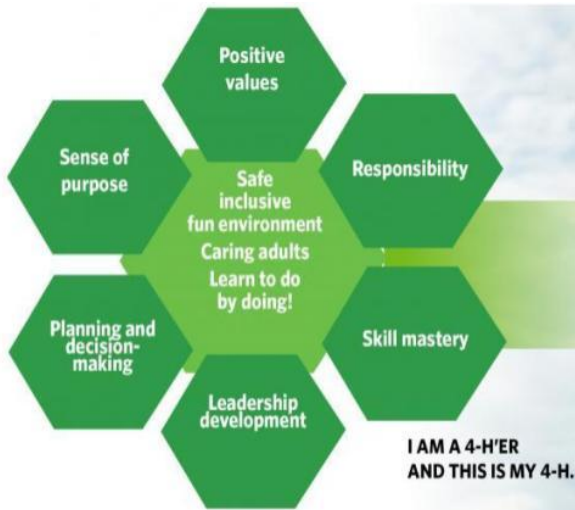 Positive
values
Sense of
purpose
Responsibility
Safe
inclusive
fun environment
Caring adults
Learn to do
by doing!
Planning and
decision-
making
Skill mastery
Leadership
development
I AM A 4-H'ER
AND THIS IS MY 4-H.